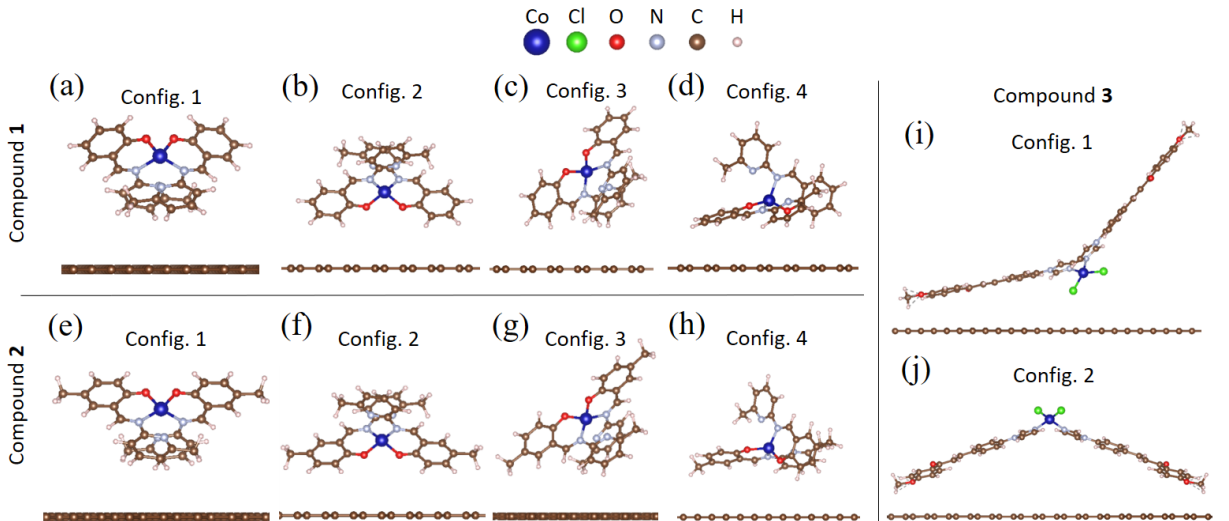 Co Cl O N C H
Compound 1
(a) Config. 1
(b) Config. 2
(c) Config. 3
(d) Config. 4
Compound 2
(e) Config. 1
(f) Config. 2
(g) Config. 3
(h) Config. 4
Compound 3
(i) Config. 1
(j) Config. 2